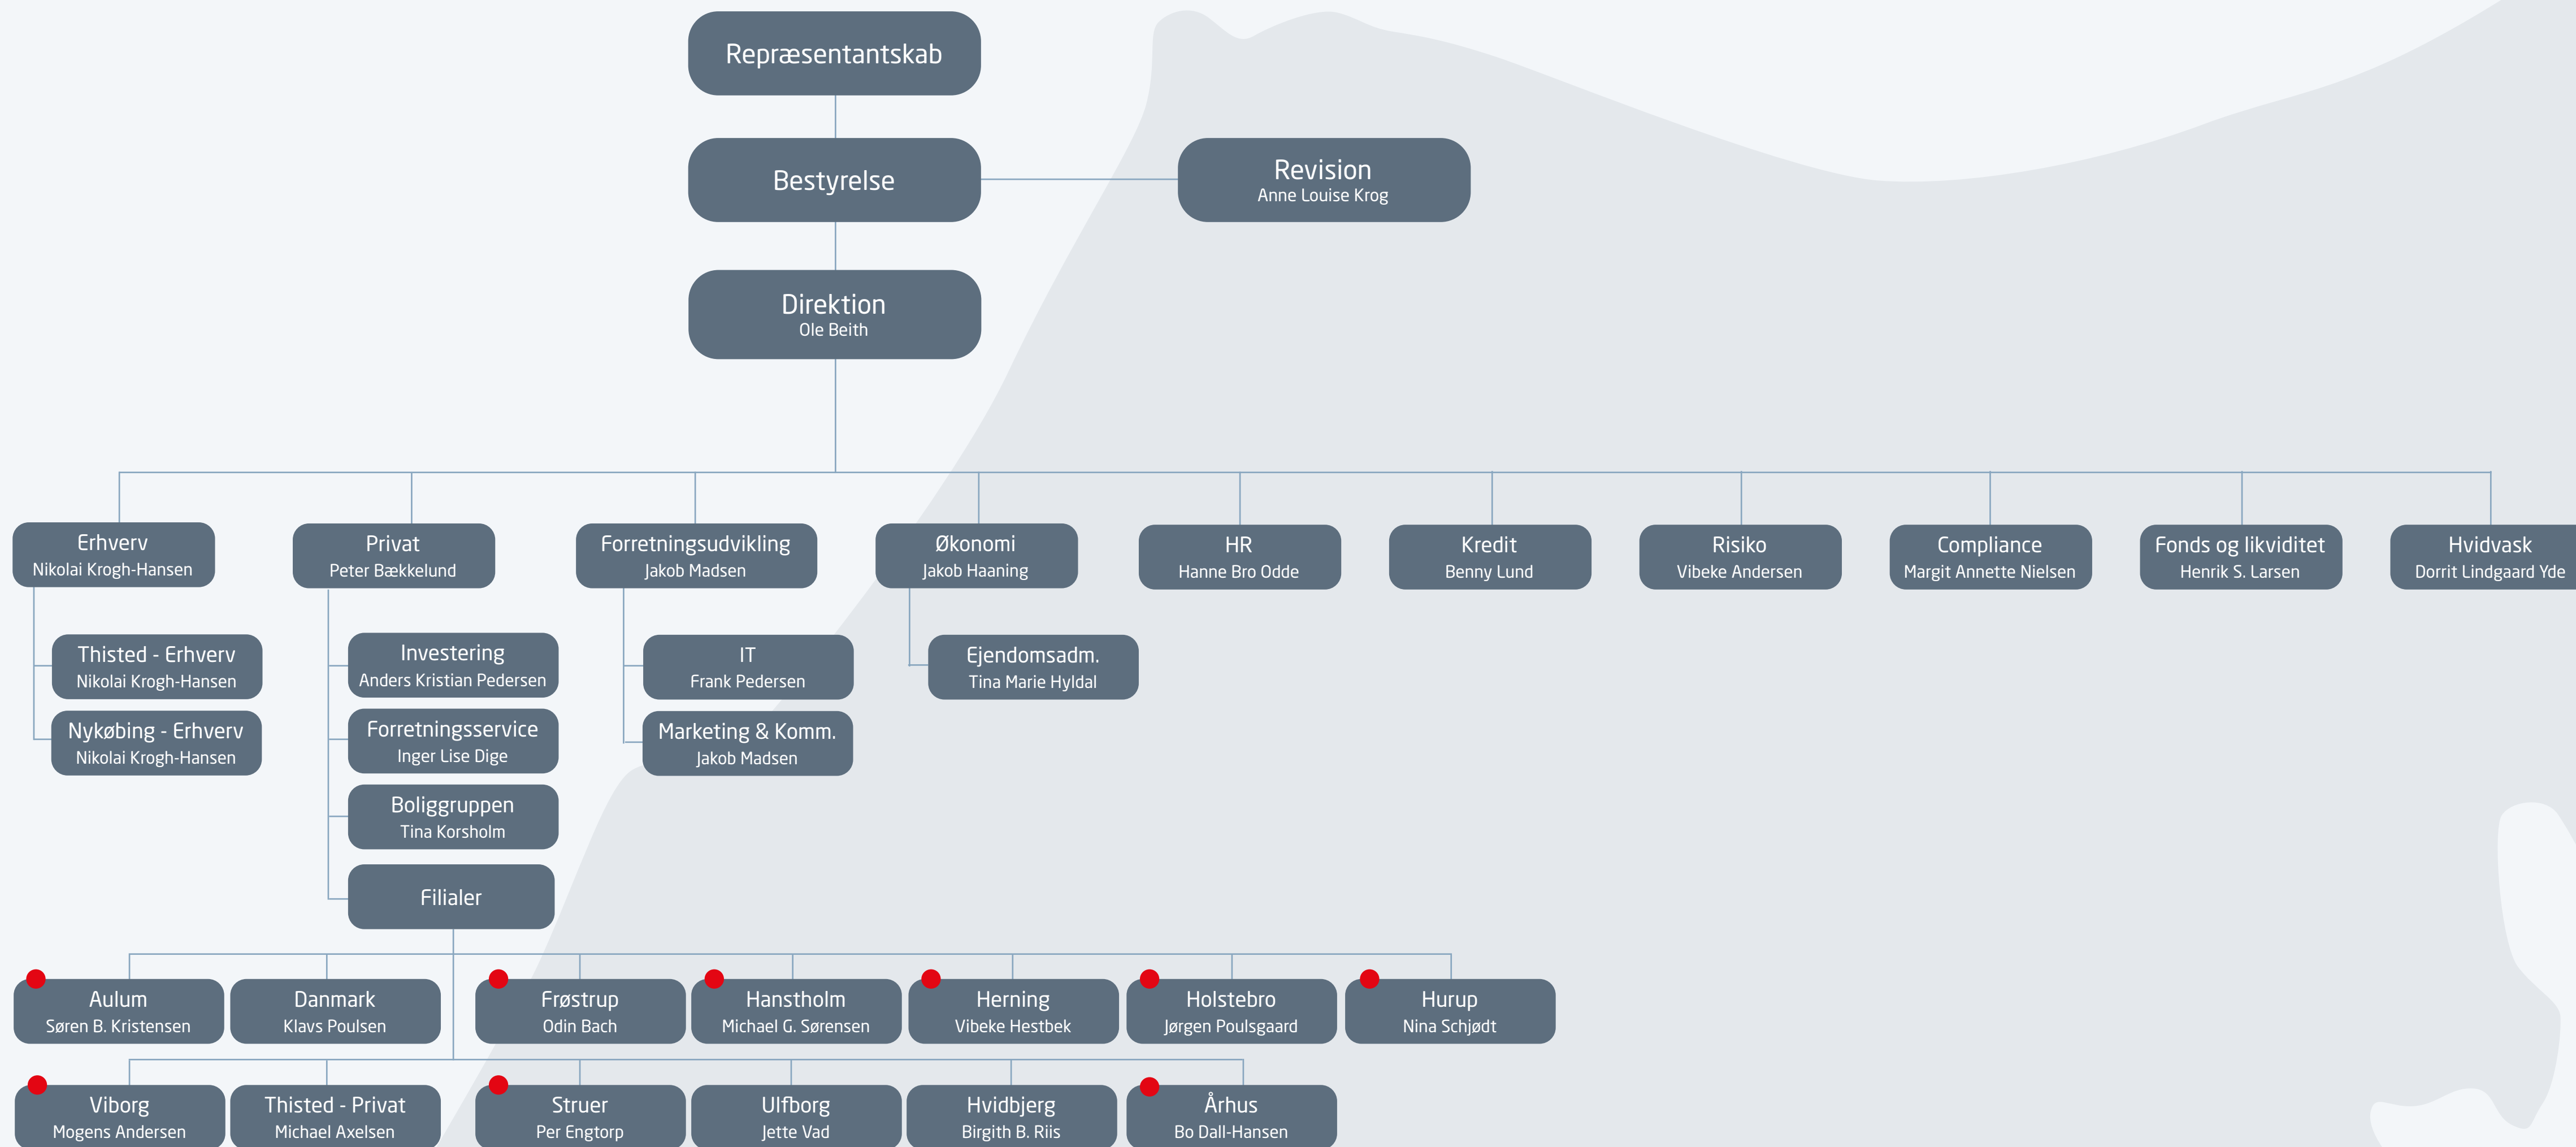 Repræsentantskab
Bestyrelse
Revision
Anne Louise Krog
Direktion
Ole Beith
Erhverv
Nikolai Krogh-Hansen
Privat
Peter Bækkelund
Forretningsudvikling
Jakob Madsen
Økonomi
Jakob Haaning
HR
Hanne Bro Odde
Kredit
Benny Lund
Risiko
Vibeke Andersen
Compliance
Margit Annette Nielsen
Fonds og likviditet
Henrik S. Larsen
Hvidvask
Dorrit Lindgaard Yde
Thisted - Erhverv
Nikolai Krogh-Hansen
Nykøbing - Erhverv
Nikolai Krogh-Hansen
Investering
Anders Kristian Pedersen
Forretningsservice
Inger Lise Dige
Boliggruppen
Tina Korsholm
Filialer
IT
Frank Pedersen
Marketing & Komm.
Jakob Madsen
Ejendomsadm.
Tina Marie Hyldal
Aulum
Søren B. Kristensen
Danmark
Klavs Poulsen
Frøstrup
Odin Bach
Hanstholm
Michael G. Sørensen
Herning
Vibeke Hestbek
Holstebro
Jørgen Poulsgaard
Hurup
Nina Schjødt
Viborg
Mogens Andersen
Thisted - Privat
Michael Axelsen
Struer
Per Engtorp
Ulfborg
Jette Vad
Hvidbjerg
Birgith B. Riis
Århus
Bo Dall-Hansen